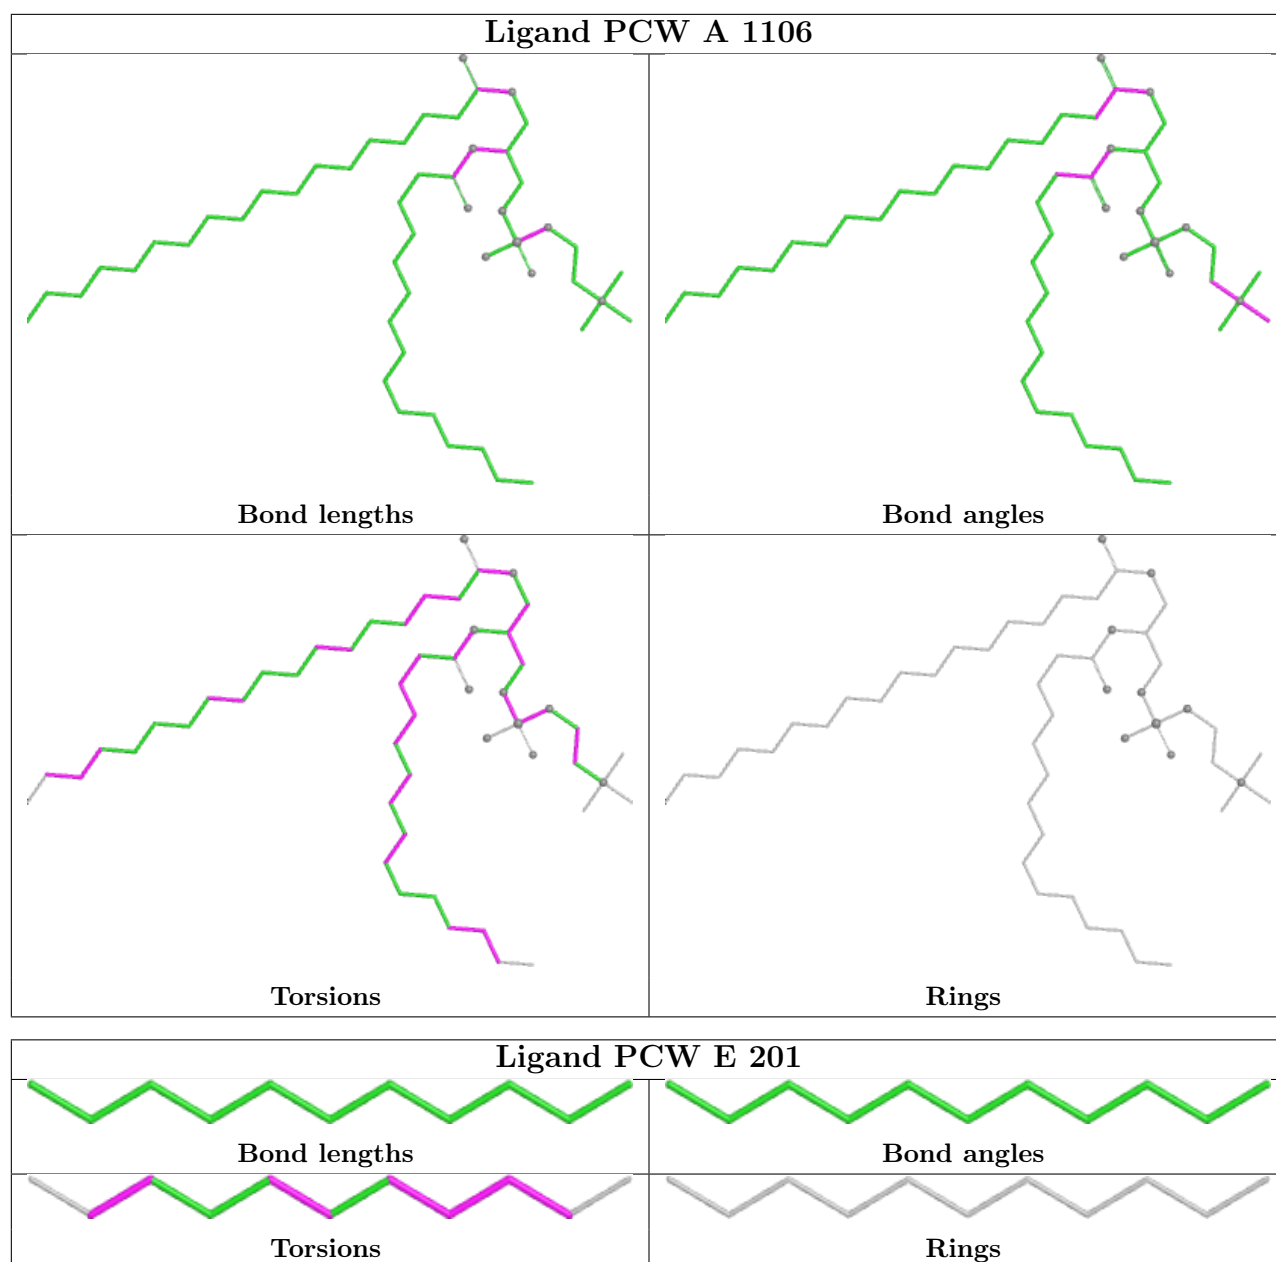 Ligand PCW A 1106
Bond lengths
Bond angles
Torsions
Rings
Ligand PCW E 201
Bond lengths
Bond angles
Torsions
Rings